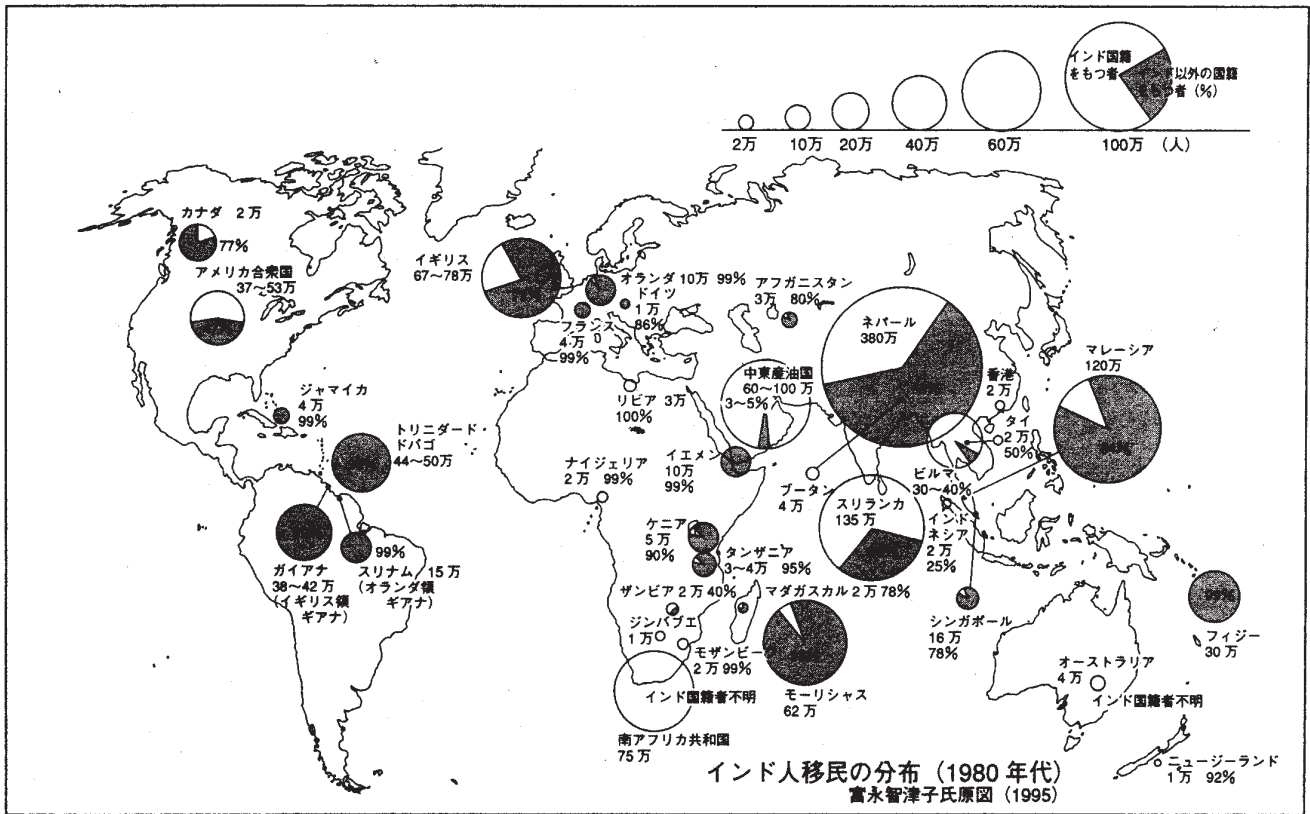 インド国籍
をもつ者
インド以外の国籍
をもつ者（%）
2万
10万
20万
40万
60万
100万 （人）
カナダ 2万
77%
アメリカ合衆国
37～53万
イギリス
67～78万
オランダ 10万 99%
ドイツ
1万
86%
フランス
4万
99%
アフガニスタン
3万 80%
ネパール
380万
マレーシア
120万
中東産油国
60～100万
3～5%
香港
2万
タイ
2万
50%
ジャマイカ
4万
99%
トリニダード
ドバゴ
44～50万
リビア 3万
100%
ナイジェリア
2万 99%
イエメン
10万
99%
ブータン
4万
ビルマ
30～40%
スリランカ
135万
インド
ネシア
2万
25%
ケニア
5万
90%
タンザニア
3～4万 95%
99%
ガイアナ
38～42万
（イギリス領
ギアナ）
スリナム 15万
（オランダ領
ギアナ）
ザンビア 2万 40%
マダガスカル 2万 78%
シンガポール
16万
78%
99%
フィジー
30万
ジンバブエ
1万
モザンビーク
2万 99%
モーリシャス
62万
オーストラリア
4万
インド国籍者不明
インド国籍者不明
南アフリカ共和国
75万
ニュージーランド
1万 92%
インド人移民の分布（1980年代）
富永智津子氏原図（1995）